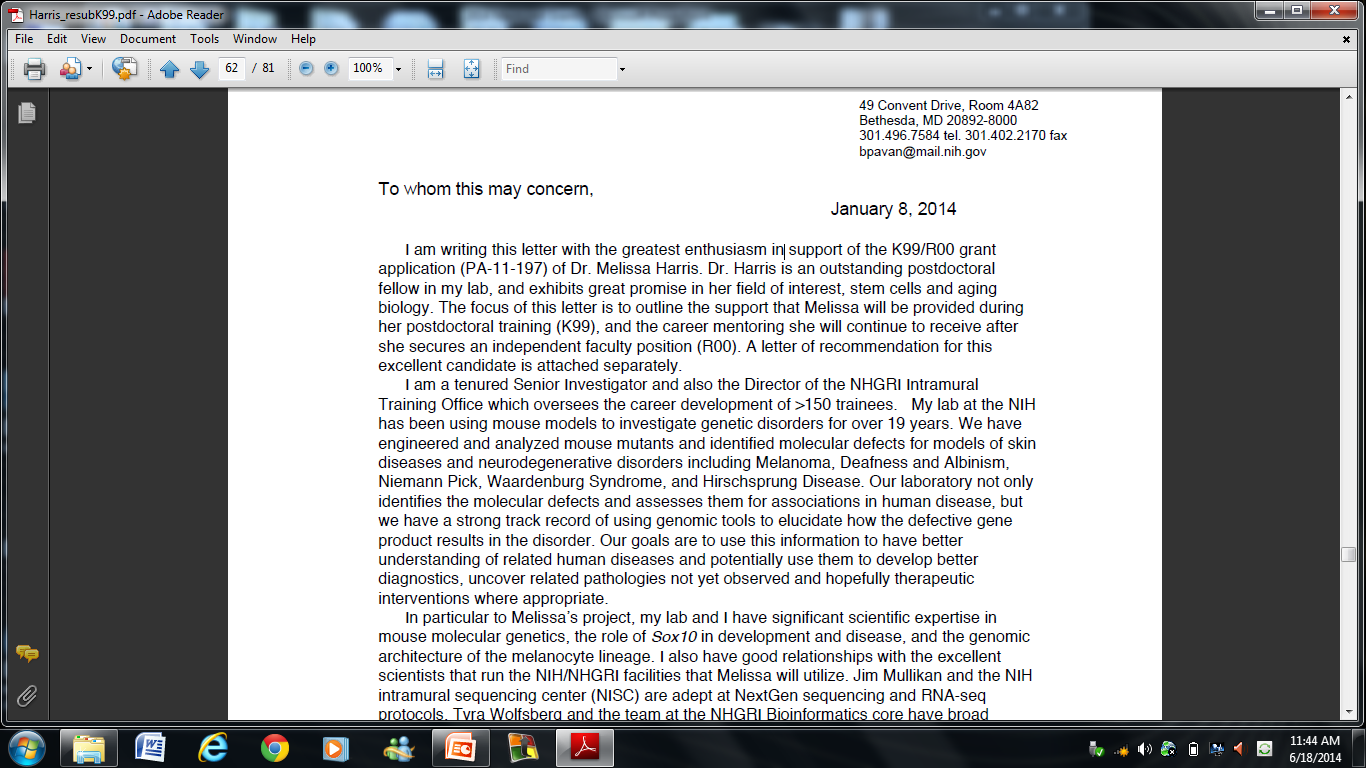 Harris_resubK99.pdf - Adobe Reader
File Edit View Document Tools Window Help
62 / 81 100% Find
49 Convent Drive, Room 4A82
Bethesda, MD 20892-8000
301.496.7584 tel. 301.402.2170 fax
bpavan@mail.nih.gov
To whom this may concern,
January 8, 2014
I am writing this letter with the greatest enthusiasm in support of the K99/R00 grant
application (PA-11-197) of Dr. Melissa Harris. Dr. Harris is an outstanding postdoctoral
fellow in my lab, and exhibits great promise in her field of interest, stem cells and aging
biology. The focus of this letter is to outline the support that Melissa will be provided during
her postdoctoral training (K99), and the career mentoring she will continue to receive after
she secures an independent faculty position (R00). A letter of recommendation for this
excellent candidate is attached separately.
I am a tenured Senior Investigator and also the Director of the NHGRI Intramural
Training Office which oversees the career development of >150 trainees. My lab at the NIH
has been using mouse models to investigate genetic disorders for over 19 years. We have
engineered and analyzed mouse mutants and identified molecular defects for models of skin
diseases and neurodegenerative disorders including Melanoma, Deafness and Albinism,
Niemann Pick, Waardenburg Syndrome, and Hirschsprung Disease. Our laboratory not only
identifies the molecular defects and assesses them for associations in human disease, but
we have a strong track record of using genomic tools to elucidate how the defective gene
product results in the disorder. Our goals are to use this information to have better
understanding of related human diseases and potentially use them to develop better
diagnostics, uncover related pathologies not yet observed and hopefully therapeutic
interventions where appropriate.
In particular to Melissa's project, my lab and I have significant scientific expertise in
mouse molecular genetics, the role of Sox10 in development and disease, and the genomic
architecture of the melanocyte lineage. I also have good relationships with the excellent
scientists that run the NIH/NHGRI facilities that Melissa will utilize. Jim Mullikan and the NIH
intramural sequencing center (NISC) are adept at NextGen sequencing and RNA-seq
protocols. Tyra Wolfsberg and the team at the NHGRI Bioinformatics core have broad
11:44 AM
6/18/2014